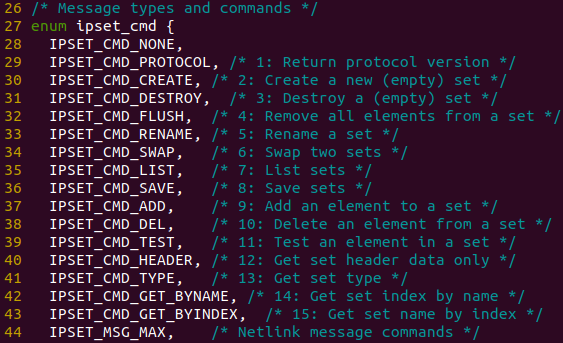 26 /* Message types and commands */
27 enum ipset_cmd {
28   IPSET_CMD_NONE,
29   IPSET_CMD_PROTOCOL, /* 1: Return protocol version */
30   IPSET_CMD_CREATE, /* 2: Create a new (empty) set */
31   IPSET_CMD_DESTROY,  /* 3: Destroy a (empty) set */
32   IPSET_CMD_FLUSH,  /* 4: Remove all elements from a set */
33   IPSET_CMD_RENAME, /* 5: Rename a set */
34   IPSET_CMD_SWAP,   /* 6: Swap two sets */
35   IPSET_CMD_LIST,   /* 7: List sets */
36   IPSET_CMD_SAVE,   /* 8: Save sets */
37   IPSET_CMD_ADD,    /* 9: Add an element to a set */
38   IPSET_CMD_DEL,    /* 10: Delete an element from a set */
39   IPSET_CMD_TEST,   /* 11: Test an element in a set */
40   IPSET_CMD_HEADER, /* 12: Get set header data only */
41   IPSET_CMD_TYPE,   /* 13: Get set type */
42   IPSET_CMD_GET_BYNAME, /* 14: Get set index by name */
43   IPSET_CMD_GET_BYINDEX,  /* 15: Get set name by index */
44   IPSET_MSG_MAX,    /* Netlink message commands */